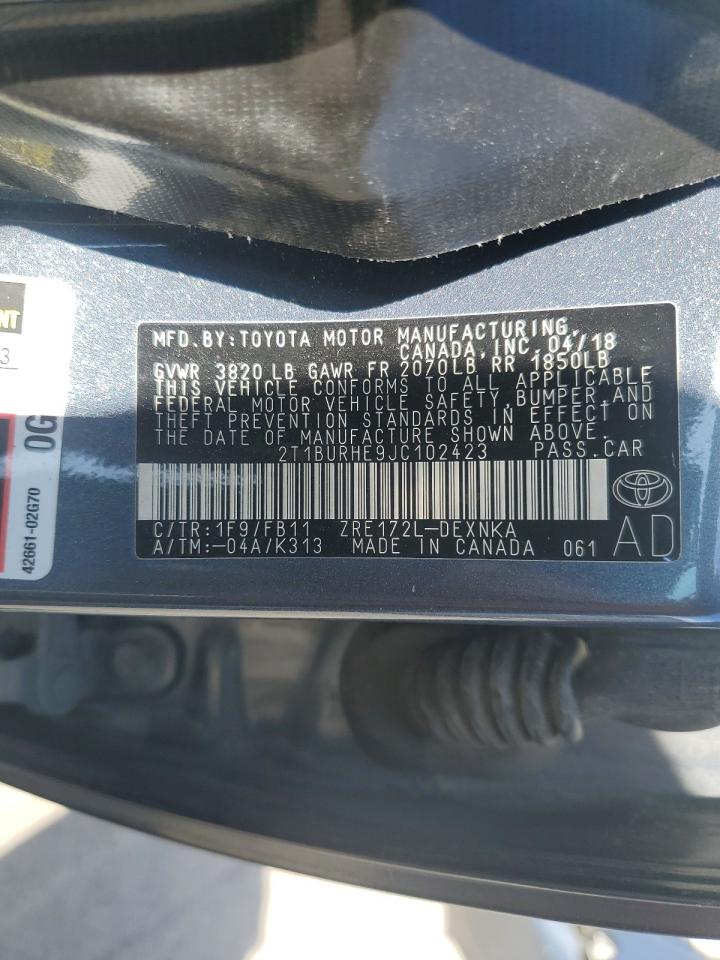 MFD.BY:TOYOTA MOTOR MANUFACTURING,
CANADA, INC. 04/18
GVWR 3820 LB GAWR FR 2070LB RR 1850LB
THIS VEHICLE CONFORMS TO ALL APPLICABLE
FEDERAL MOTOR VEHICLE SAFETY, BUMPER, AND
THEFT PREVENTION STANDARDS IN EFFECT ON
THE DATE OF MANUFACTURE SHOWN ABOVE.
2T1BURHE9JC102423 PASS.CAR
C/TR:1F9/FB11 ZRE172L-DEXNKA
A/TM:-04A/K313 MADE IN CANADA 061 AD
NT
3
0G
42661-02G70